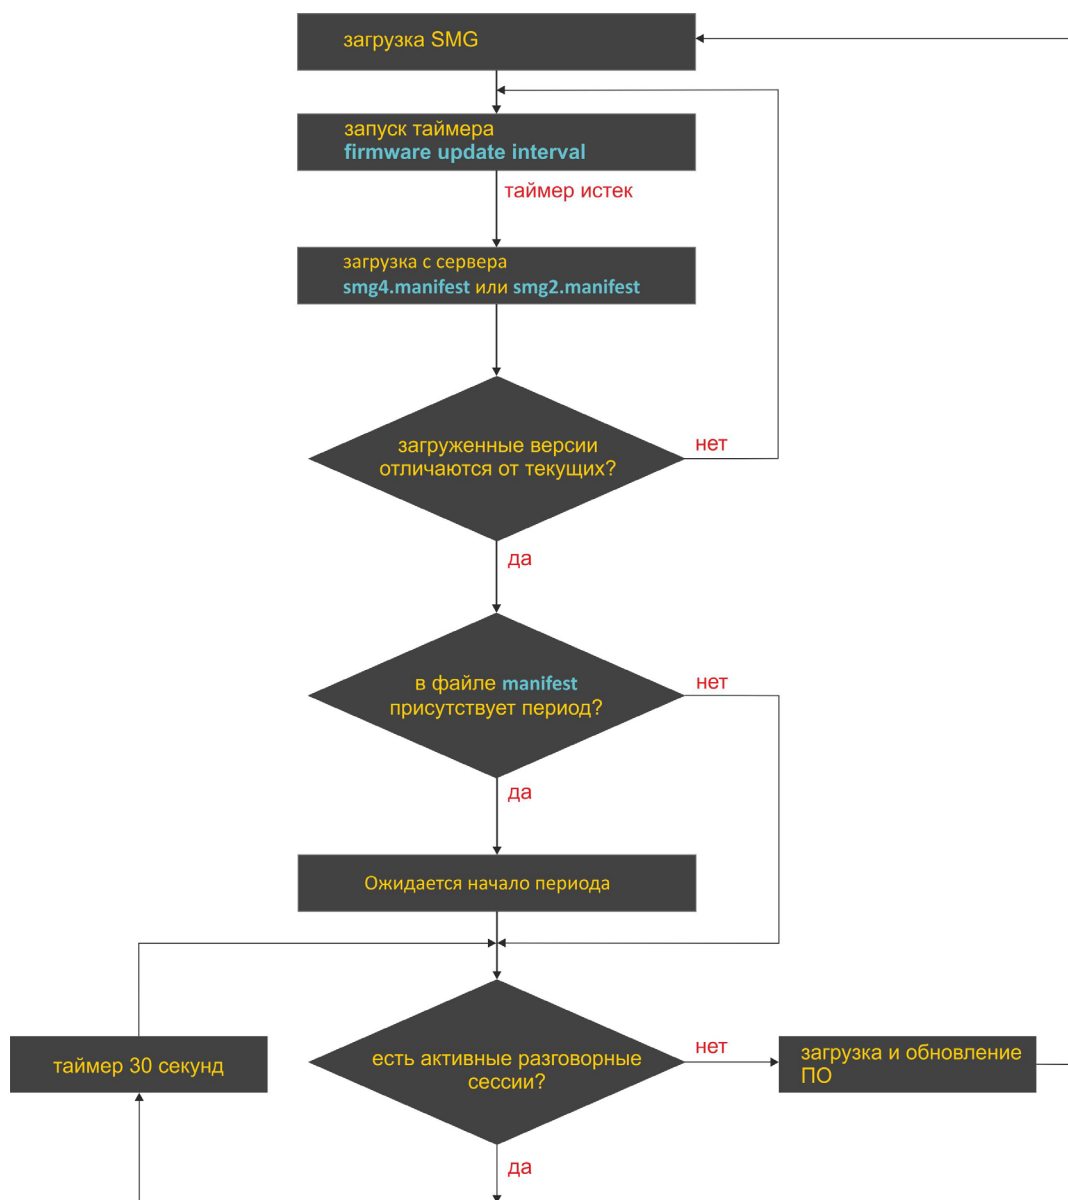 загрузка SMG
запуск таймера
firmware update interval
таймер истек
загрузка с сервера
smg4.manifest или smg2.manifest
загруженные версии
отличаются от текущих?
нет
да
в файле manifest
присутствует период?
нет
да
Ожидается начало периода
таймер 30 секунд
есть активные разговорные
сессии?
нет
загрузка и обновление
ПО
да